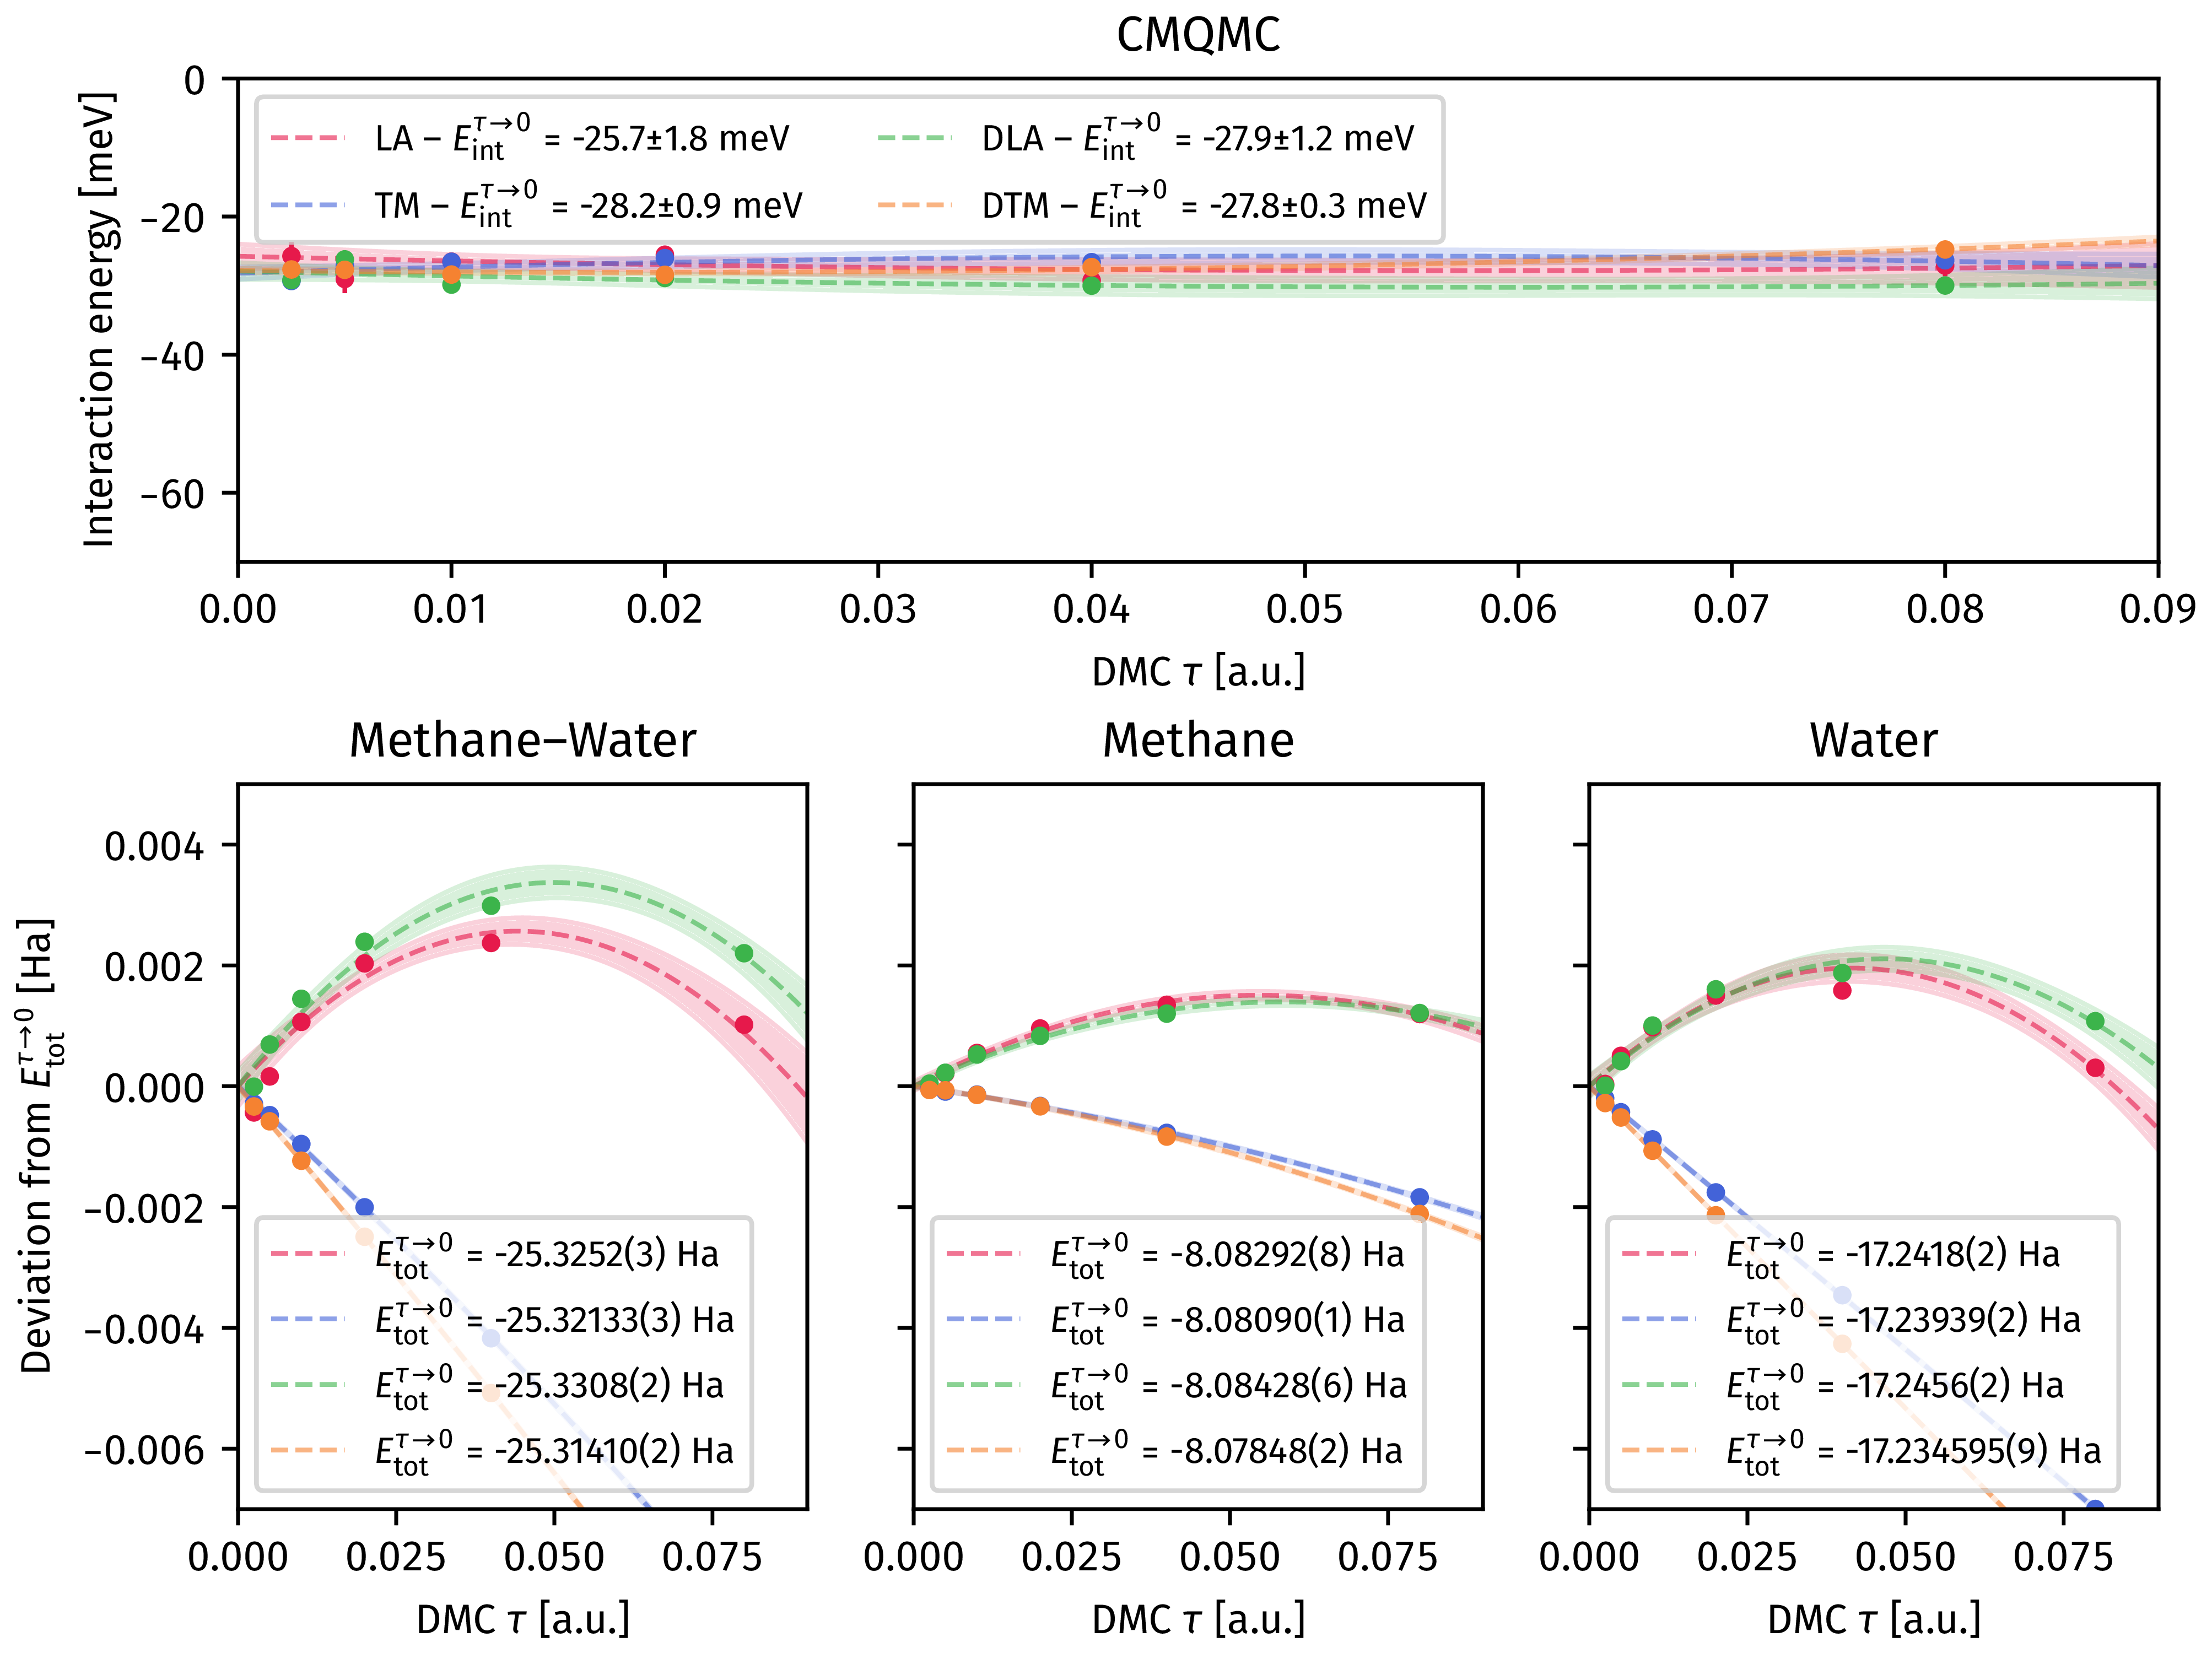 CMQMC
Interaction energy [meV]
0
−20
−40
−60
LA – E_int^{τ→0} = -25.7±1.8 meV
TM – E_int^{τ→0} = -28.2±0.9 meV
DLA – E_int^{τ→0} = -27.9±1.2 meV
DTM – E_int^{τ→0} = -27.8±0.3 meV
0.00 0.01 0.02 0.03 0.04 0.05 0.06 0.07 0.08 0.09
DMC τ [a.u.]
Methane–Water
Deviation from E_tot^{τ→0} [Ha]
0.004
0.002
0.000
−0.002
−0.004
−0.006
E_tot^{τ→0} = -25.3252(3) Ha
E_tot^{τ→0} = -25.32133(3) Ha
E_tot^{τ→0} = -25.3308(2) Ha
E_tot^{τ→0} = -25.31410(2) Ha
0.000 0.025 0.050 0.075
DMC τ [a.u.]
Methane
E_tot^{τ→0} = -8.08292(8) Ha
E_tot^{τ→0} = -8.08090(1) Ha
E_tot^{τ→0} = -8.08428(6) Ha
E_tot^{τ→0} = -8.07848(2) Ha
0.000 0.025 0.050 0.075
DMC τ [a.u.]
Water
E_tot^{τ→0} = -17.2418(2) Ha
E_tot^{τ→0} = -17.23939(2) Ha
E_tot^{τ→0} = -17.2456(2) Ha
E_tot^{τ→0} = -17.234595(9) Ha
0.000 0.025 0.050 0.075
DMC τ [a.u.]